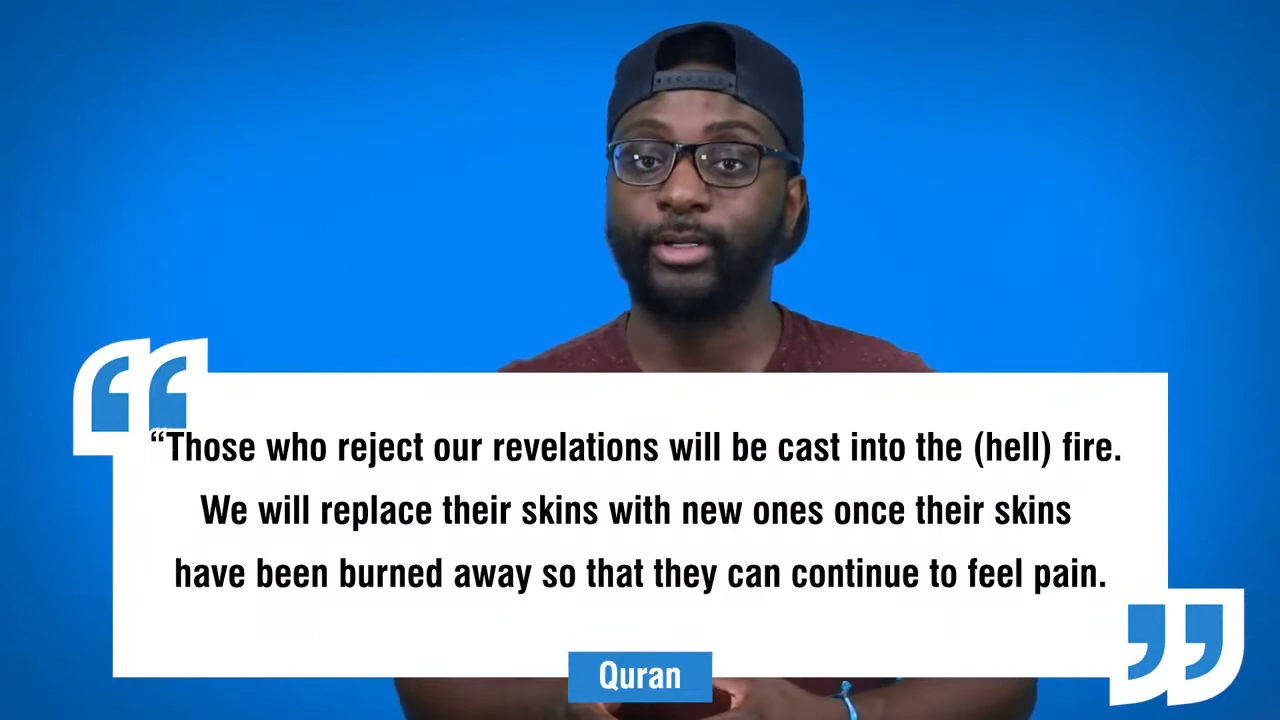 “Those who reject our revelations will be cast into the (hell) fire.
We will replace their skins with new ones once their skins
have been burned away so that they can continue to feel pain.
Quran